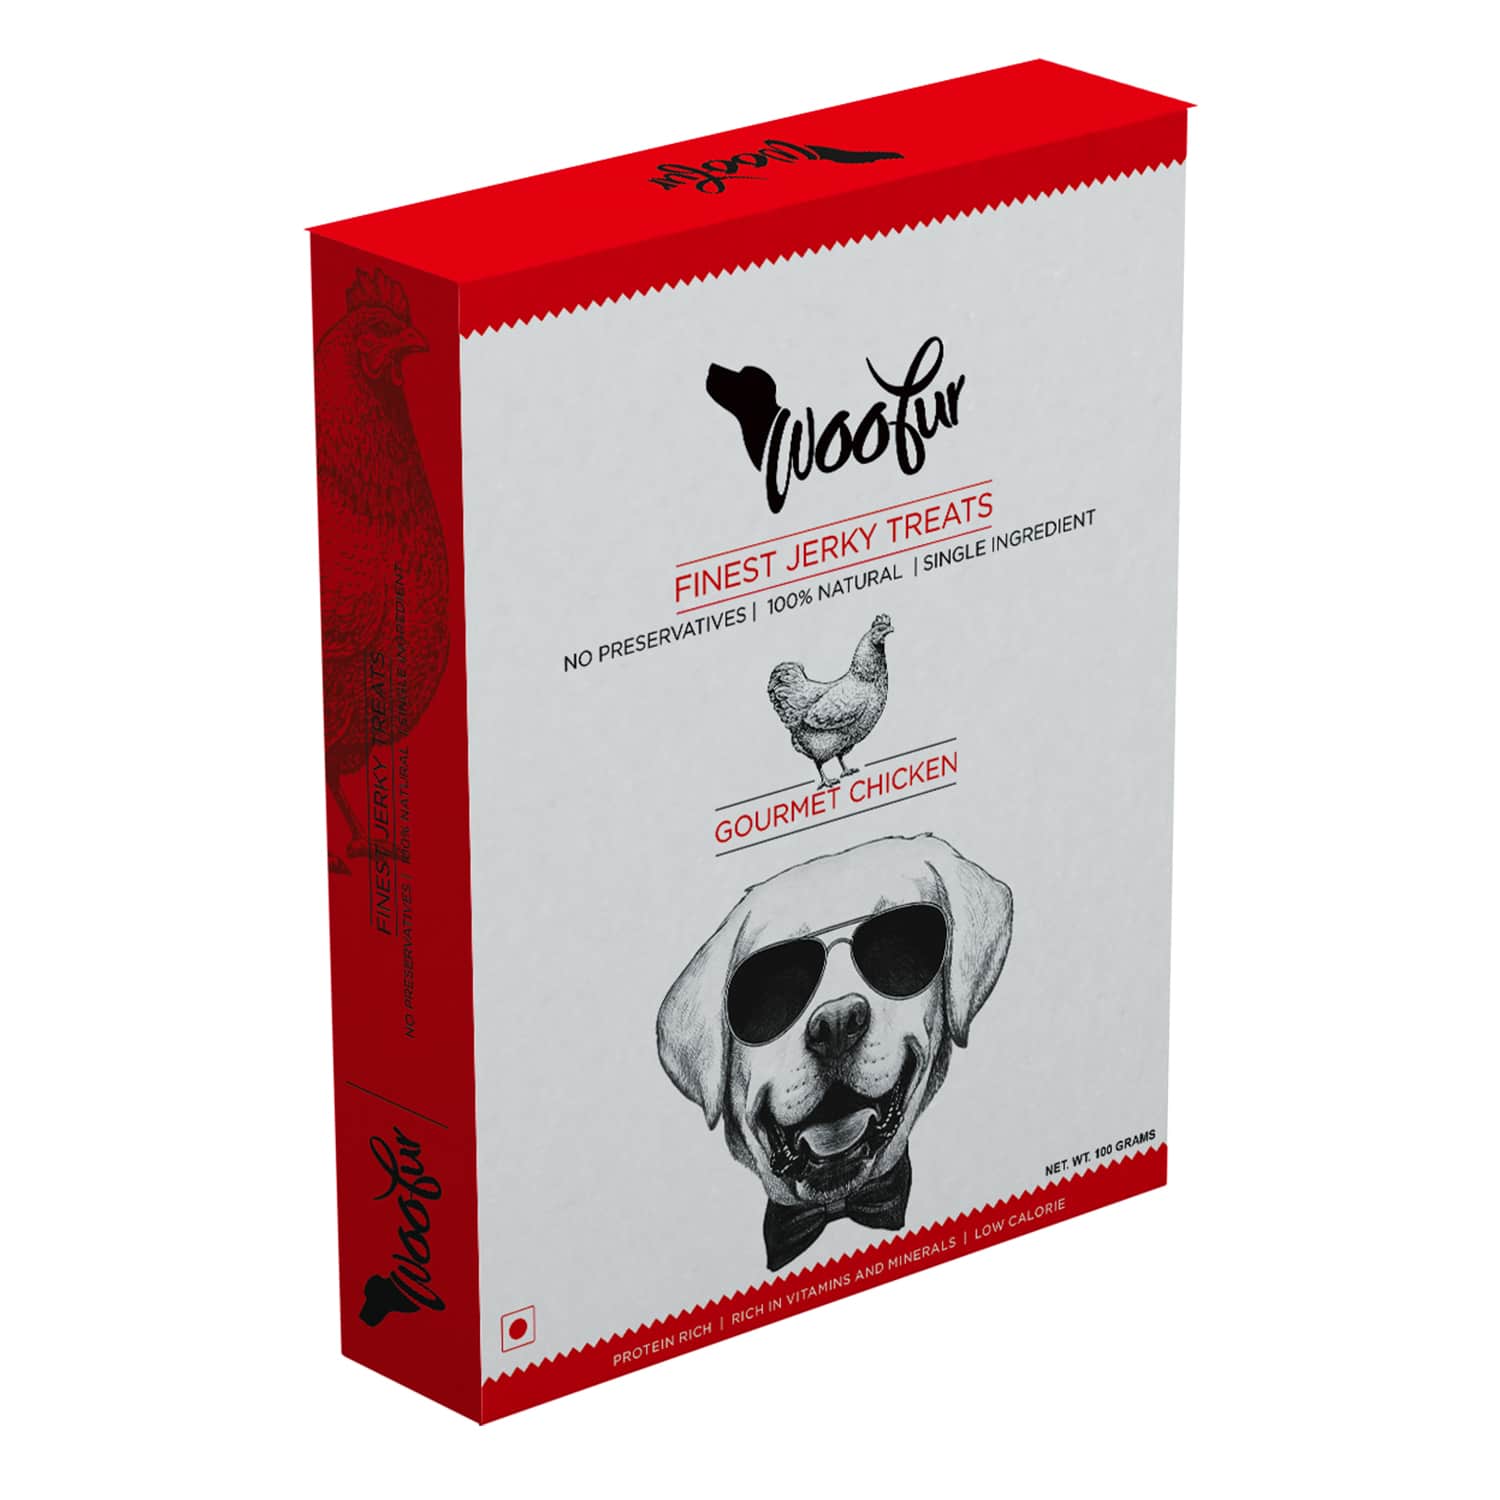 Woofur
Woofur
FINEST JERKY TREATS
NO PRESERVATIVES | 100% NATURAL | SINGLE INGREDIENT
GOURMET CHICKEN
NET. WT. 100 GRAMS
PROTEIN RICH | RICH IN VITAMINS AND MINERALS | LOW CALORIE
FINEST JERKY TREATS
NO PRESERVATIVES | 100% NATURAL | SINGLE INGREDIENT
Woofur